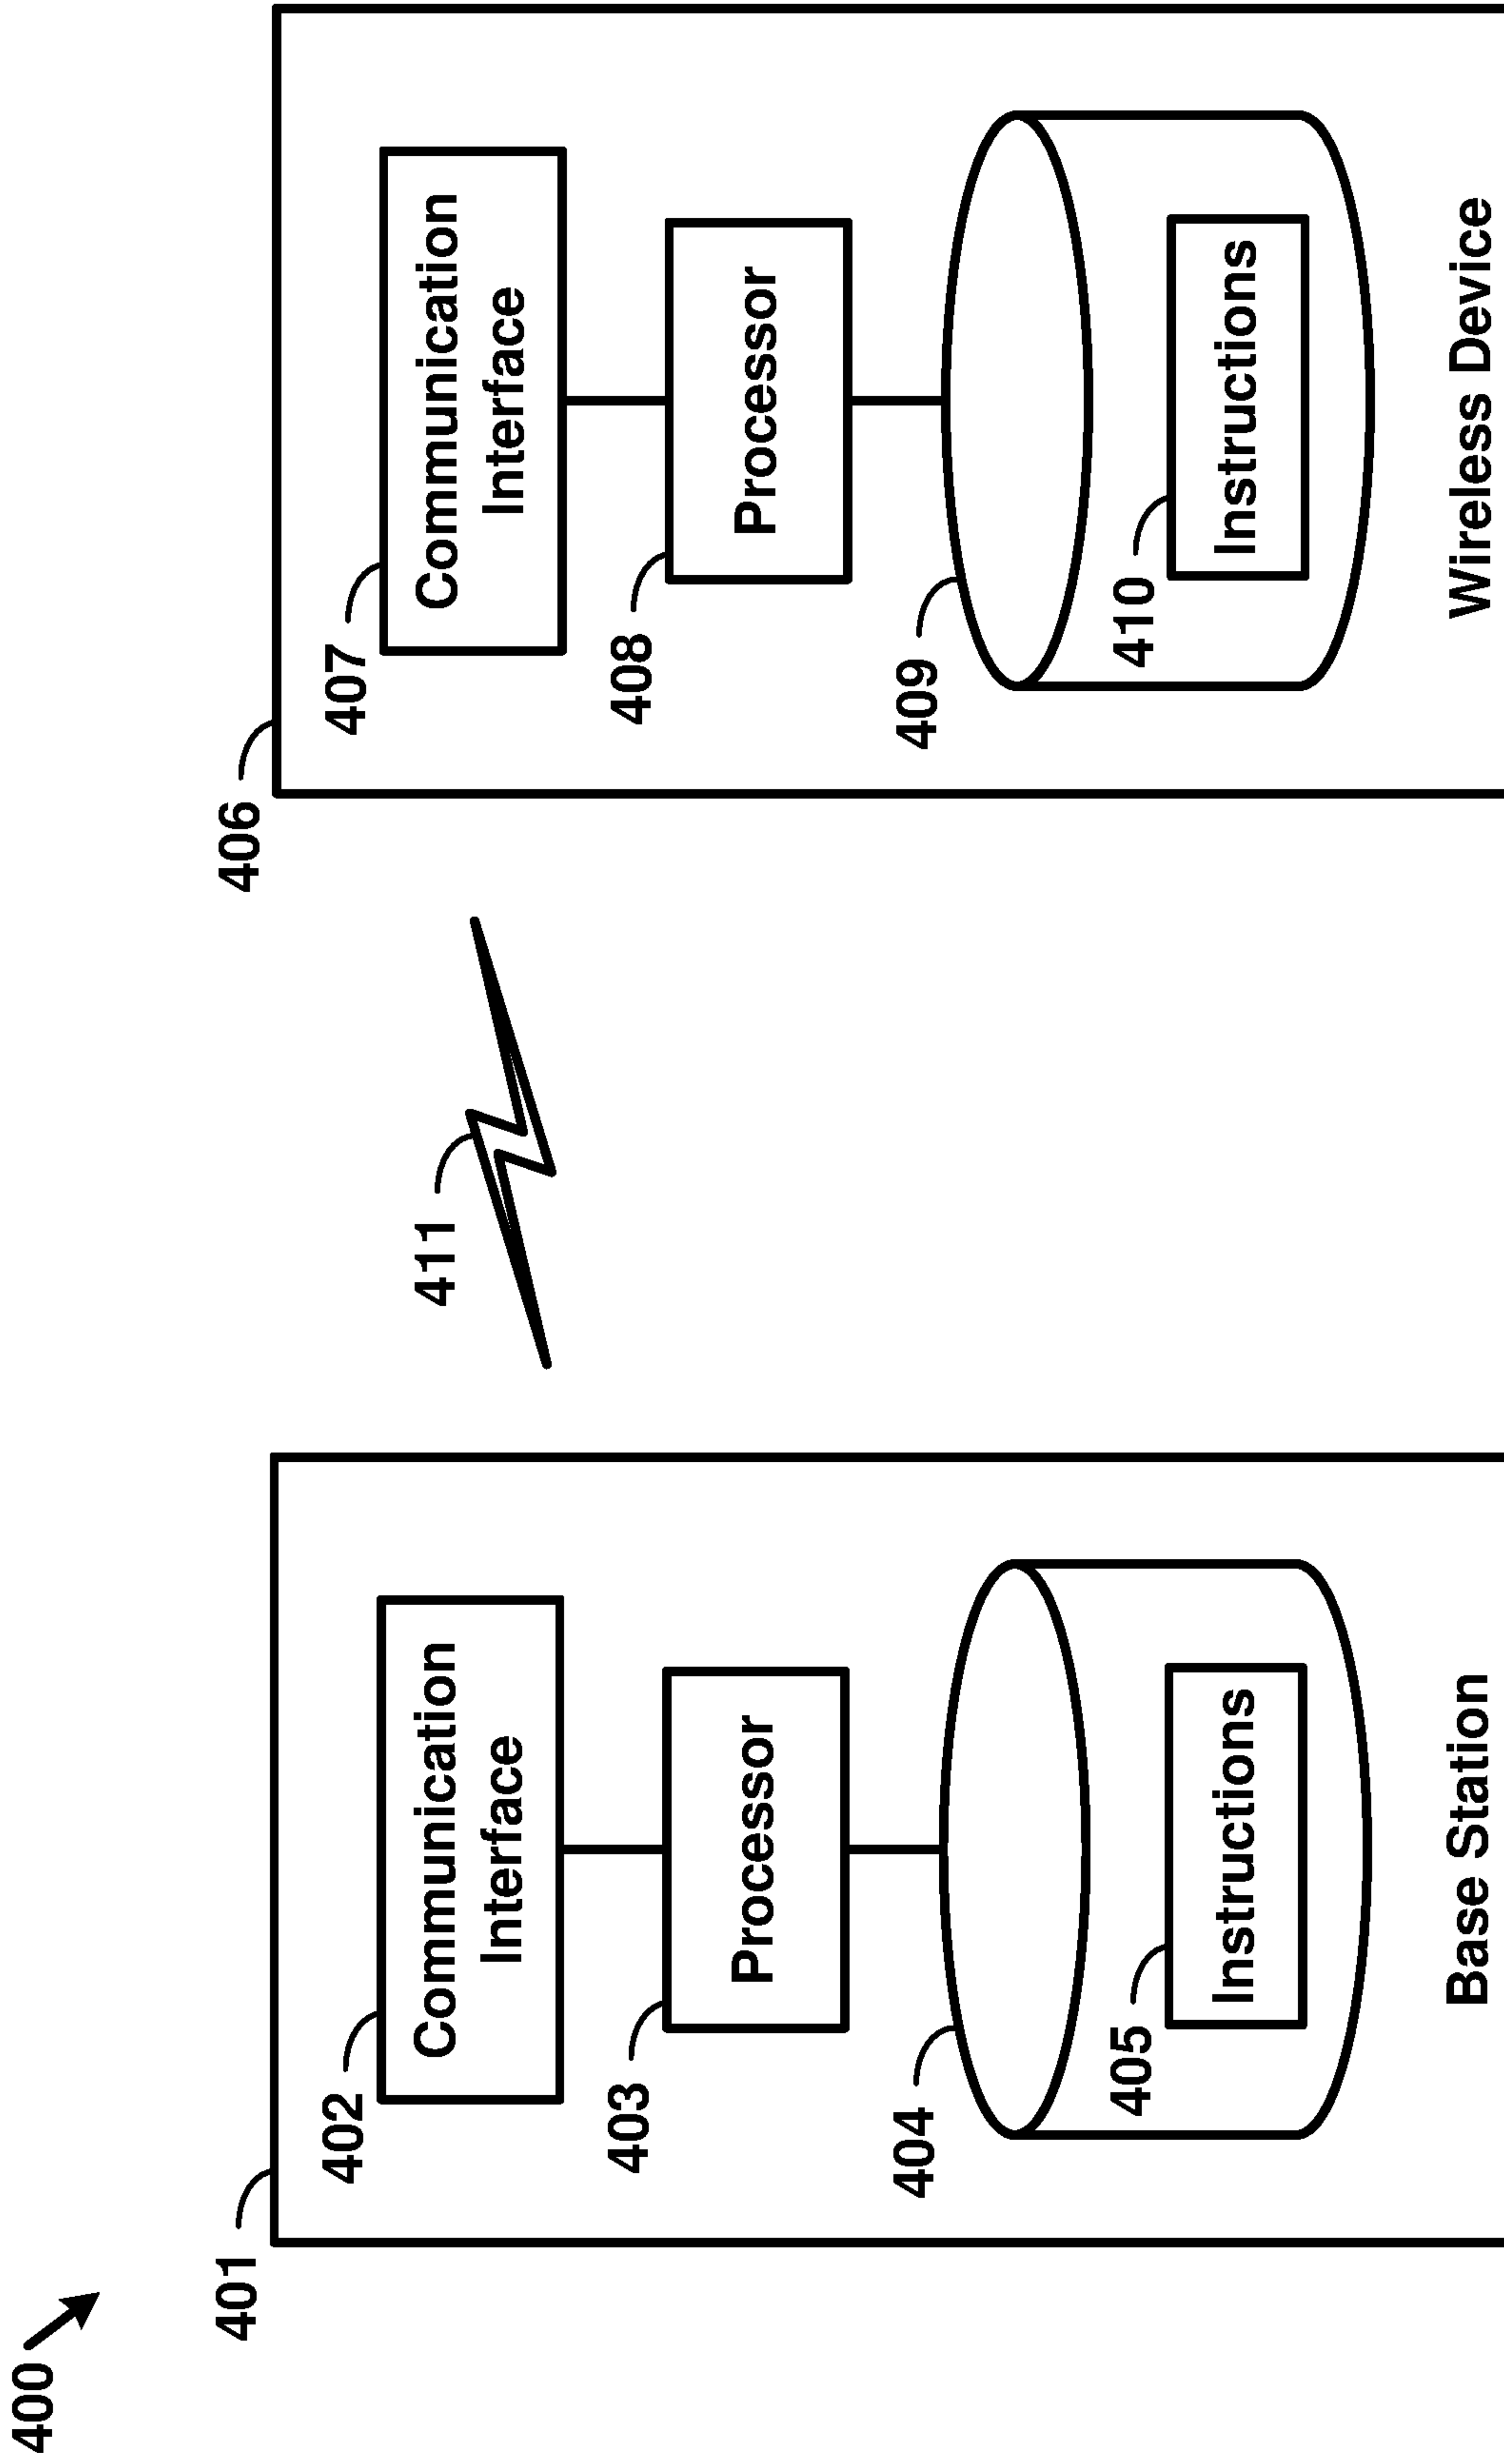 400
401
402
Communication
Interface
403
Processor
404
405
Instructions
Base Station
411
406
407
Communication
Interface
408
Processor
409
410
Instructions
Wireless Device